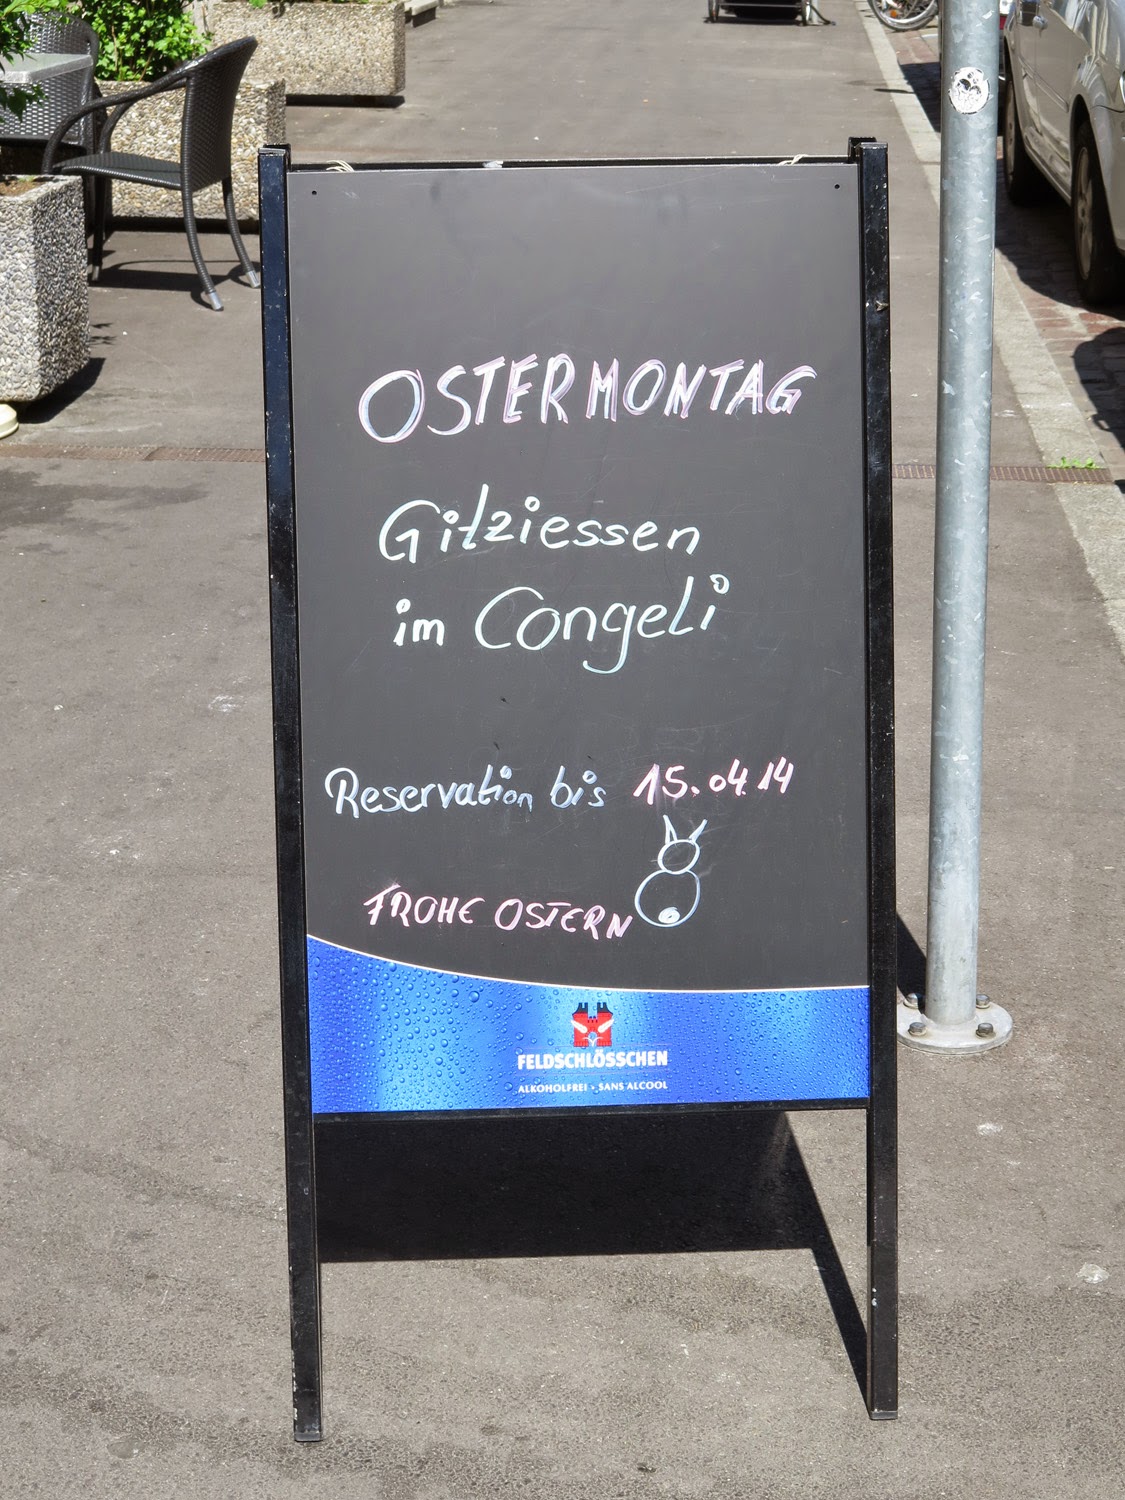 OSTERMONTAG
Gitziessen
im Congeli
Reservation bis 15.04.14
FROHE OSTERN
FELDSCHLÖSSCHEN
ALKOHOLFREI - SANS ALCOOL